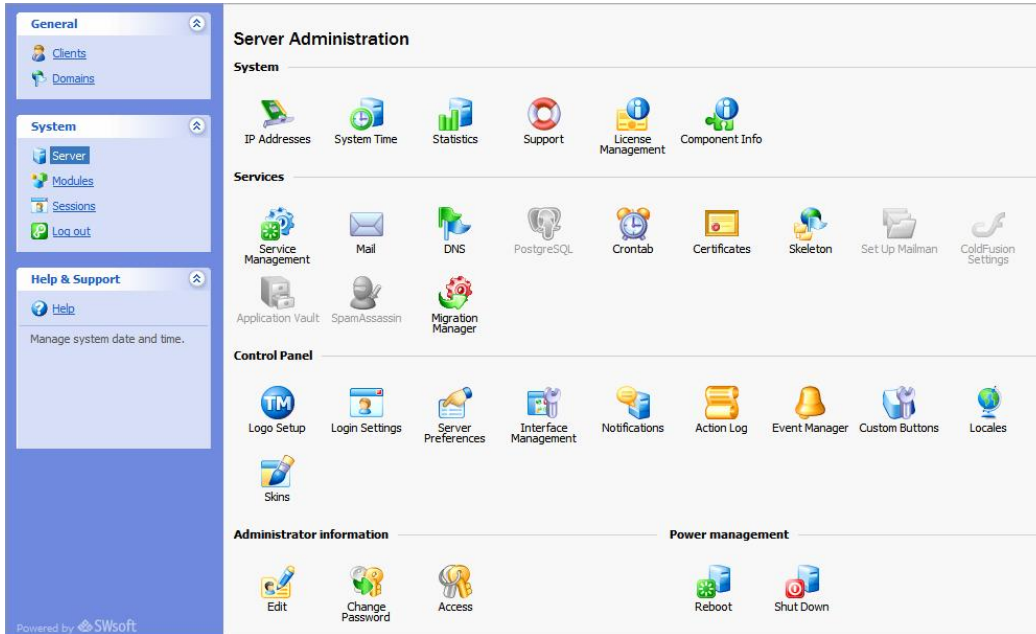 General
Clients
Domains
System
Server
Modules
Sessions
Log out
Help & Support
Help
Manage system date and time.
Powered by SWsoft
Server Administration
System
IP Addresses
System Time
Statistics
Support
License
Management
Component Info
Services
Service
Management
Mail
DNS
PostgreSQL
Crontab
Certificates
Skeleton
Set Up Mailman
ColdFusion
Settings
Application Vault
SpamAssassin
Migration
Manager
Control Panel
TM
Logo Setup
Login Settings
Server
Preferences
Interface
Management
Notifications
Action Log
Event Manager
Custom Buttons
Locales
Skins
Administrator information
Edit
Change
Password
Access
Power management
Reboot
Shut Down